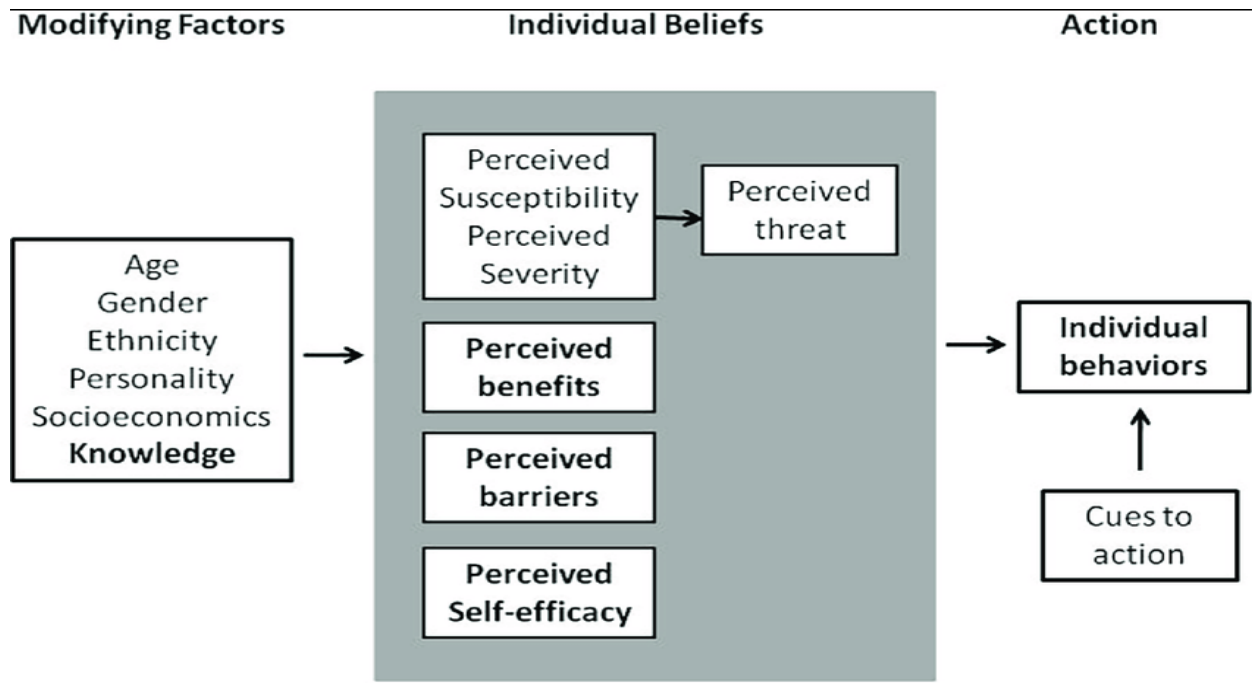 Modifying Factors
Individual Beliefs
Action
Age
Gender
Ethnicity
Personality
Socioeconomics
Knowledge
Perceived
Susceptibility
Perceived
Severity
Perceived
threat
Perceived
benefits
Perceived
barriers
Perceived
Self-efficacy
Individual
behaviors
Cues to
action